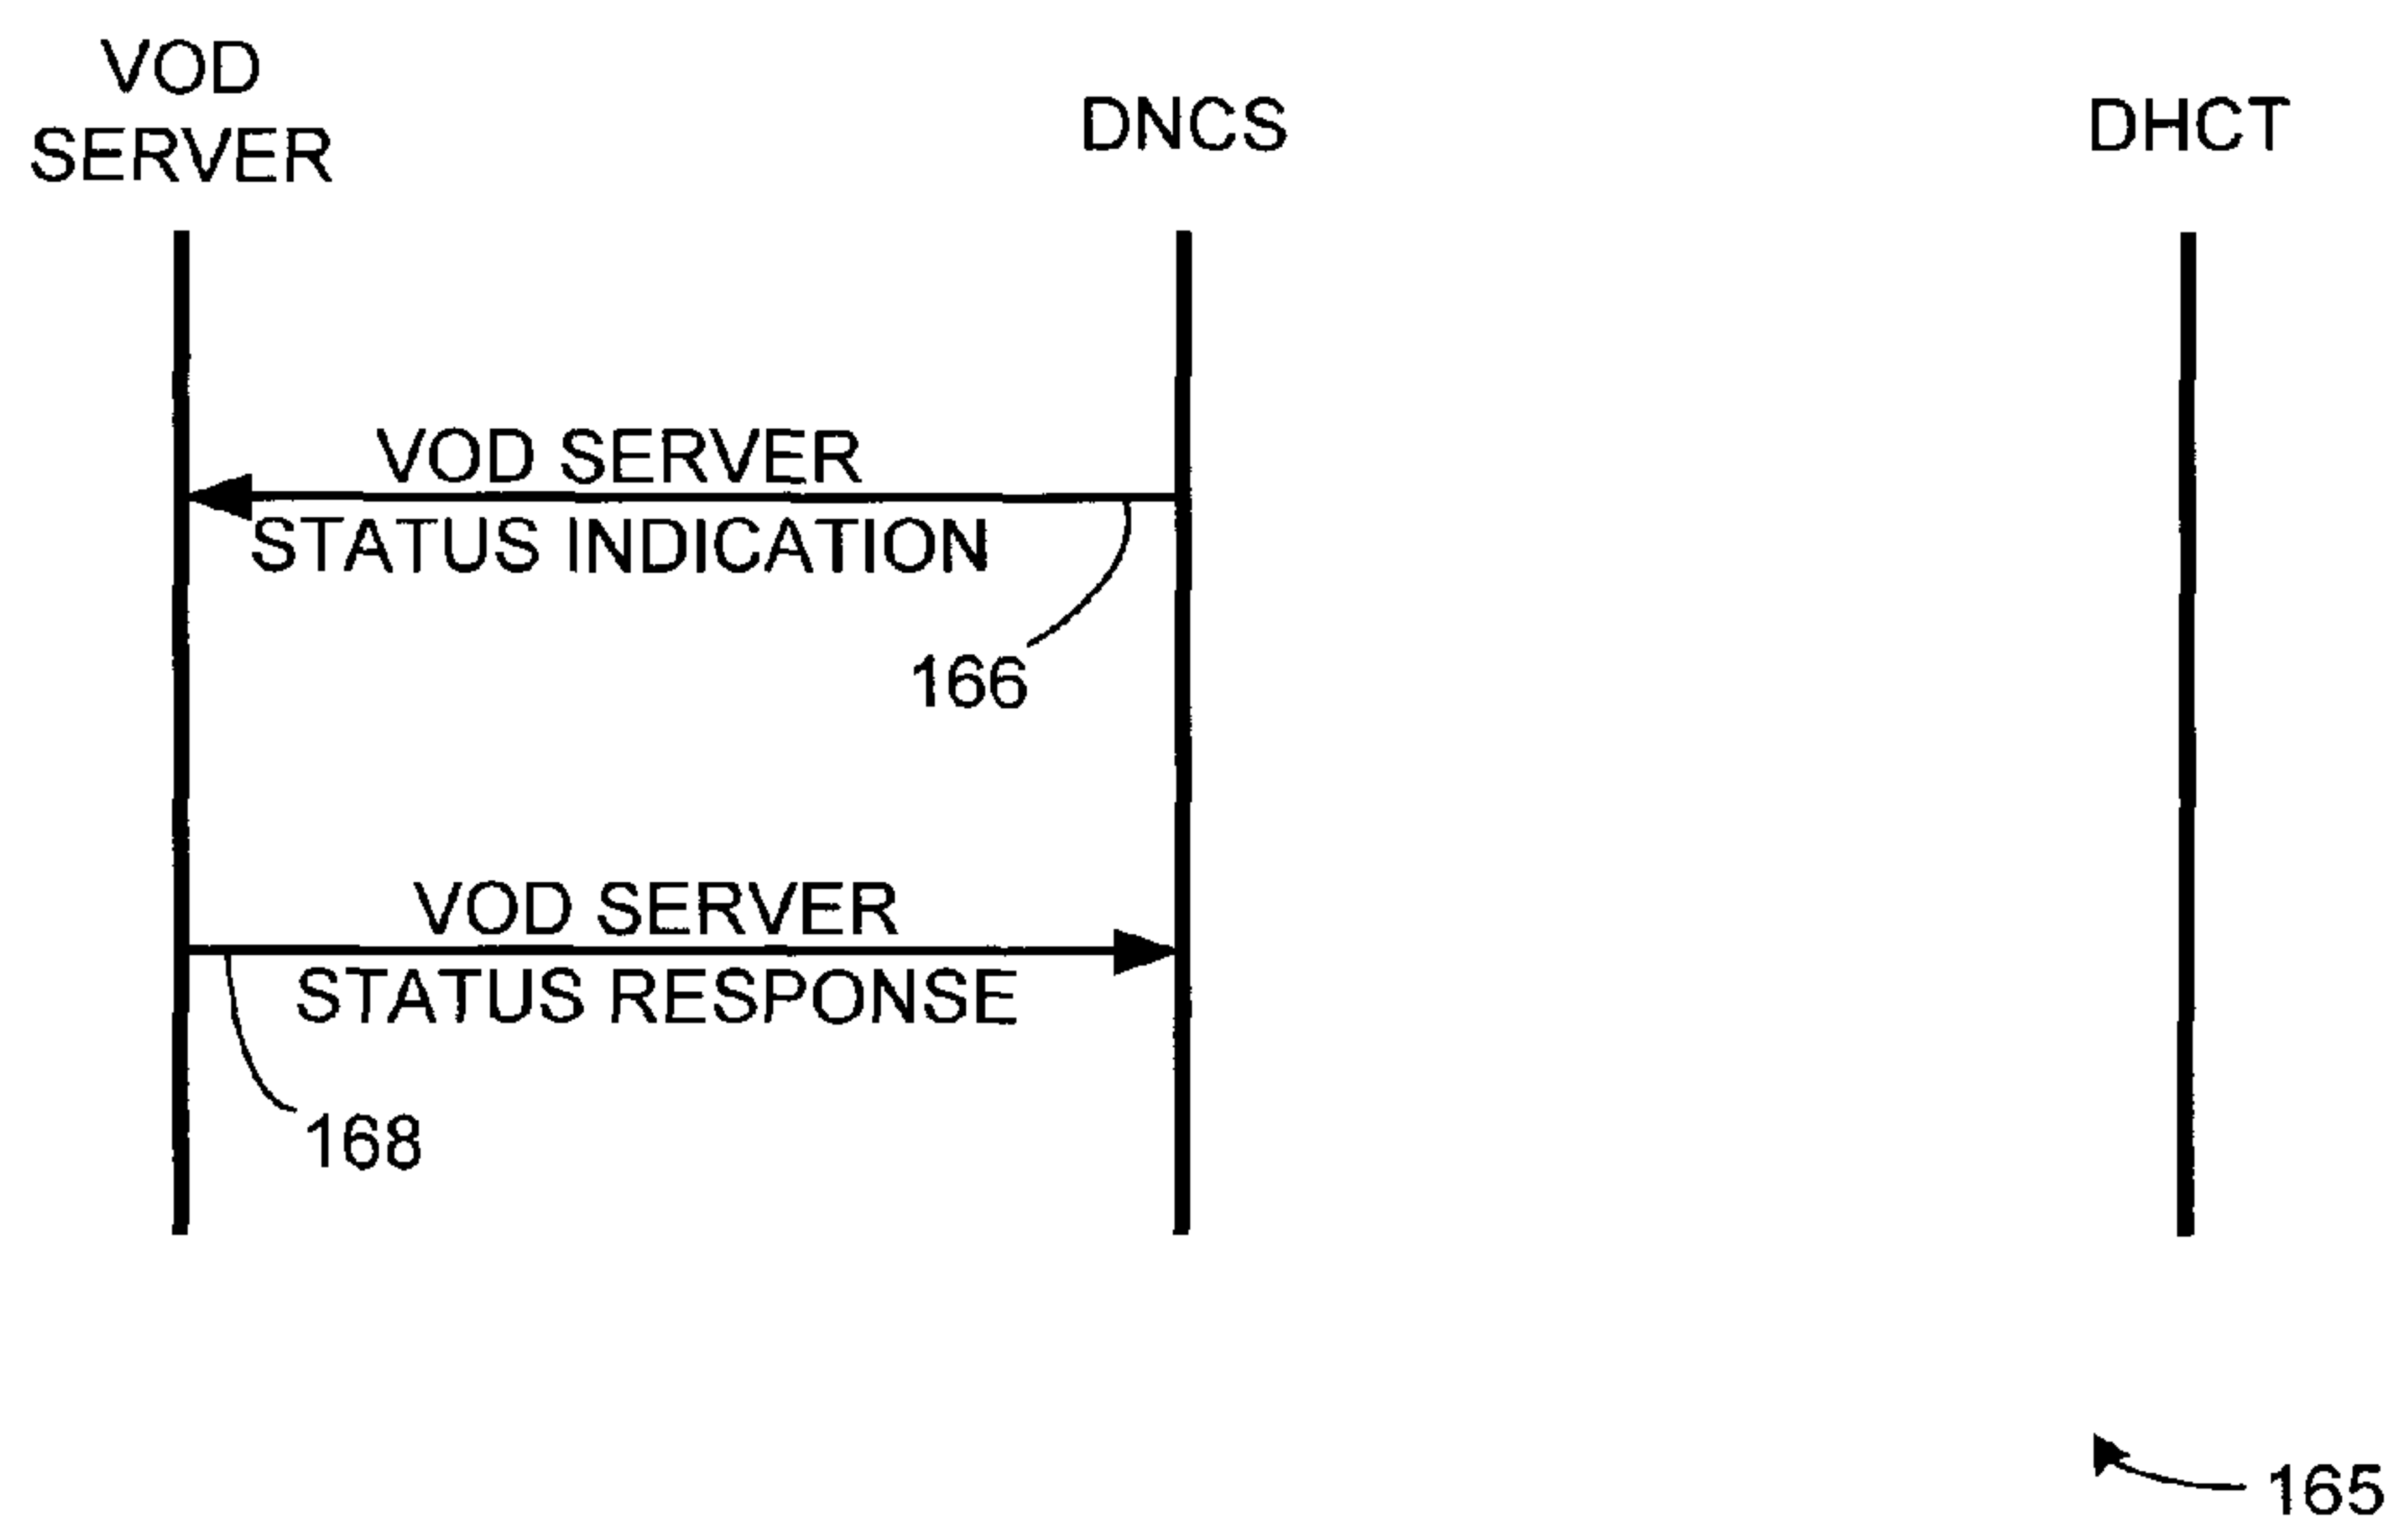 VOD
SERVER
DNCS
DHCT
VOD SERVER
STATUS INDICATION
166
VOD SERVER
STATUS RESPONSE
168
165